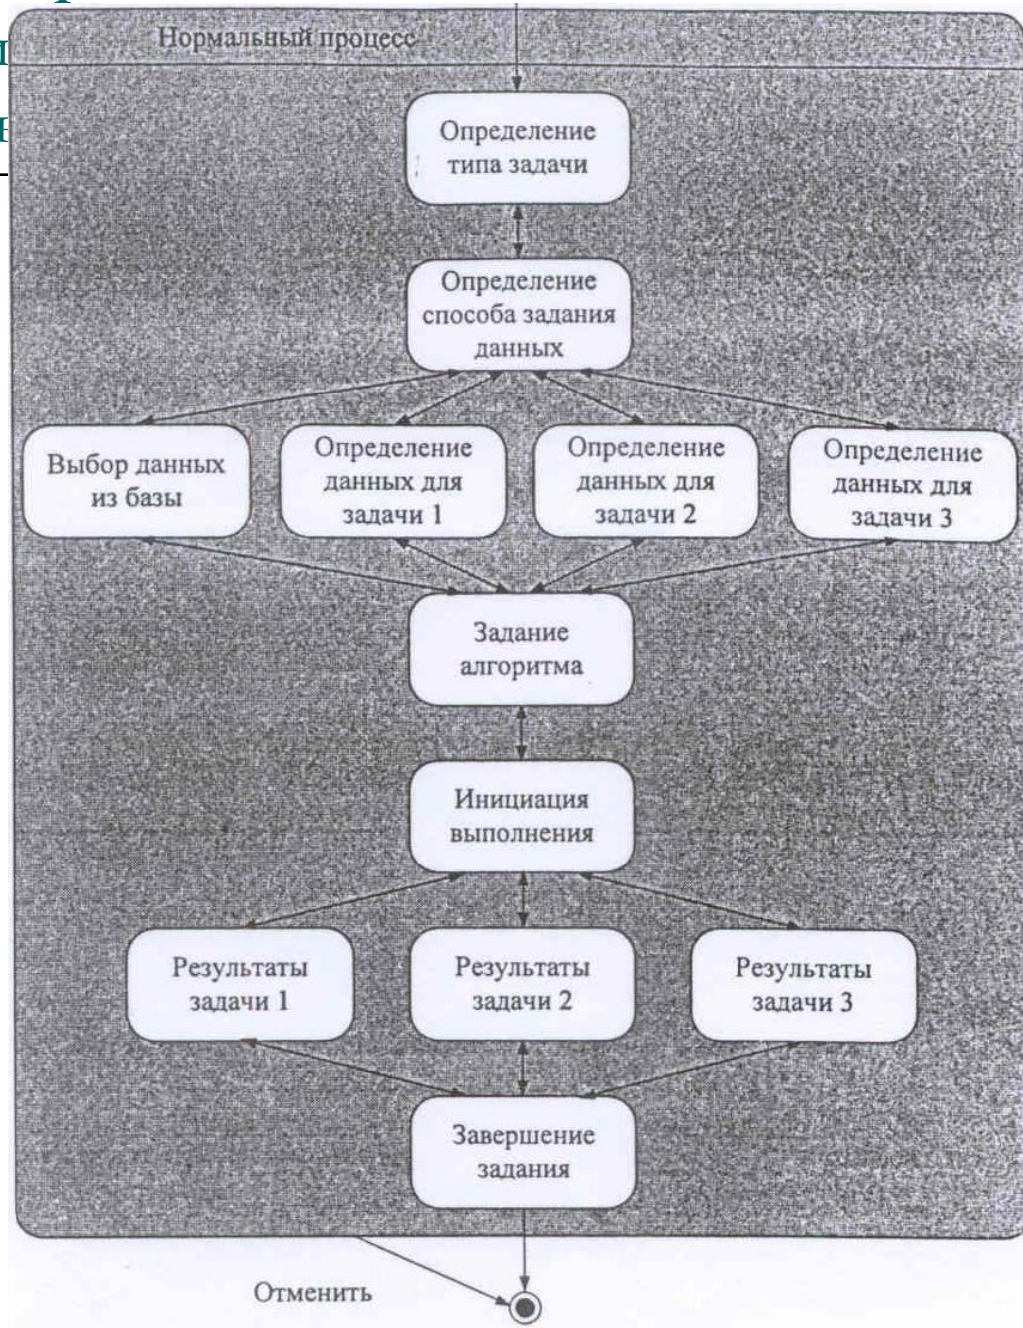 Нормальный процесс
Определение
типа задачи
Определение
способа задания
данных
Выбор данных
из базы
Определение
данных для
задачи 1
Определение
данных для
задачи 2
Определение
данных для
задачи 3
Задание
алгоритма
Инициация
выполнения
Результаты
задачи 1
Результаты
задачи 2
Результаты
задачи 3
Завершение
задания
Отменить